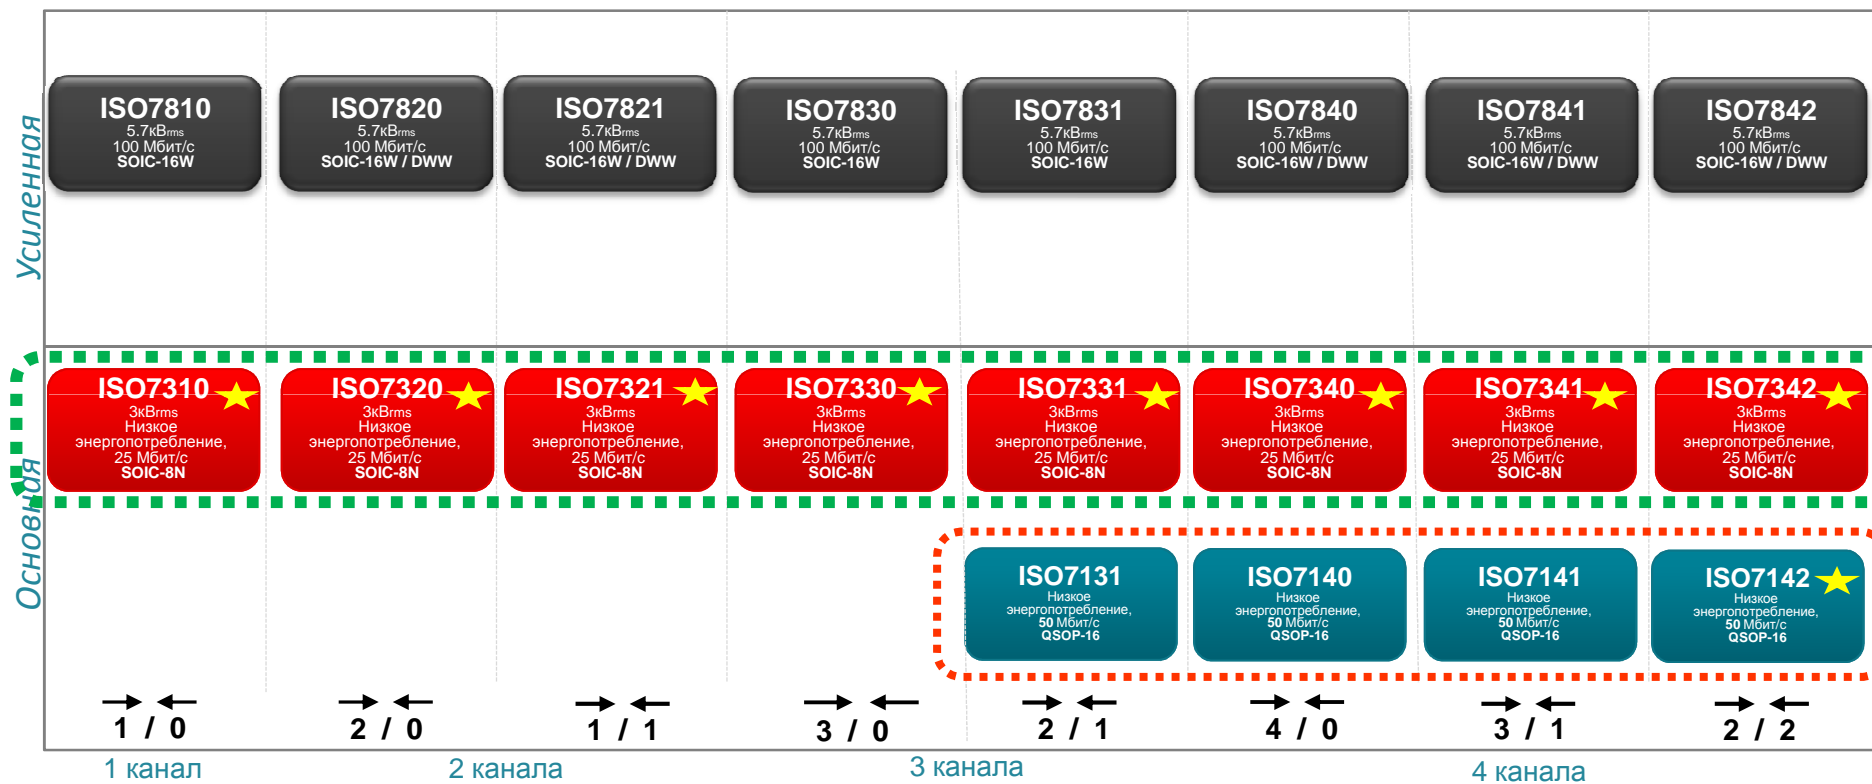 Усиленная
ISO7810
5.7кВrms
100 Мбит/с
SOIC-16W
ISO7820
5.7кВrms
100 Мбит/с
SOIC-16W / DWW
ISO7821
5.7кВrms
100 Мбит/с
SOIC-16W / DWW
ISO7830
5.7кВrms
100 Мбит/с
SOIC-16W
ISO7831
5.7кВrms
100 Мбит/с
SOIC-16W
ISO7840
5.7кВrms
100 Мбит/с
SOIC-16W / DWW
ISO7841
5.7кВrms
100 Мбит/с
SOIC-16W / DWW
ISO7842
5.7кВrms
100 Мбит/с
SOIC-16W / DWW
Основная
ISO7310
3кВrms
Низкое
энергопотребление,
25 Мбит/с
SOIC-8N
ISO7320
3кВrms
Низкое
энергопотребление,
25 Мбит/с
SOIC-8N
ISO7321
3кВrms
Низкое
энергопотребление,
25 Мбит/с
SOIC-8N
ISO7330
3кВrms
Низкое
энергопотребление,
25 Мбит/с
SOIC-8N
ISO7331
3кВrms
Низкое
энергопотребление,
25 Мбит/с
SOIC-8N
ISO7340
3кВrms
Низкое
энергопотребление,
25 Мбит/с
SOIC-8N
ISO7341
3кВrms
Низкое
энергопотребление,
25 Мбит/с
SOIC-8N
ISO7342
3кВrms
Низкое
энергопотребление,
25 Мбит/с
SOIC-8N
ISO7131
Низкое
энергопотребление,
50 Мбит/с
QSOP-16
ISO7140
Низкое
энергопотребление,
50 Мбит/с
QSOP-16
ISO7141
Низкое
энергопотребление,
50 Мбит/с
QSOP-16
ISO7142
Низкое
энергопотребление,
50 Мбит/с
QSOP-16
1 / 0
2 / 0
1 / 1
3 / 0
2 / 1
4 / 0
3 / 1
2 / 2
1 канал
2 канала
3 канала
4 канала